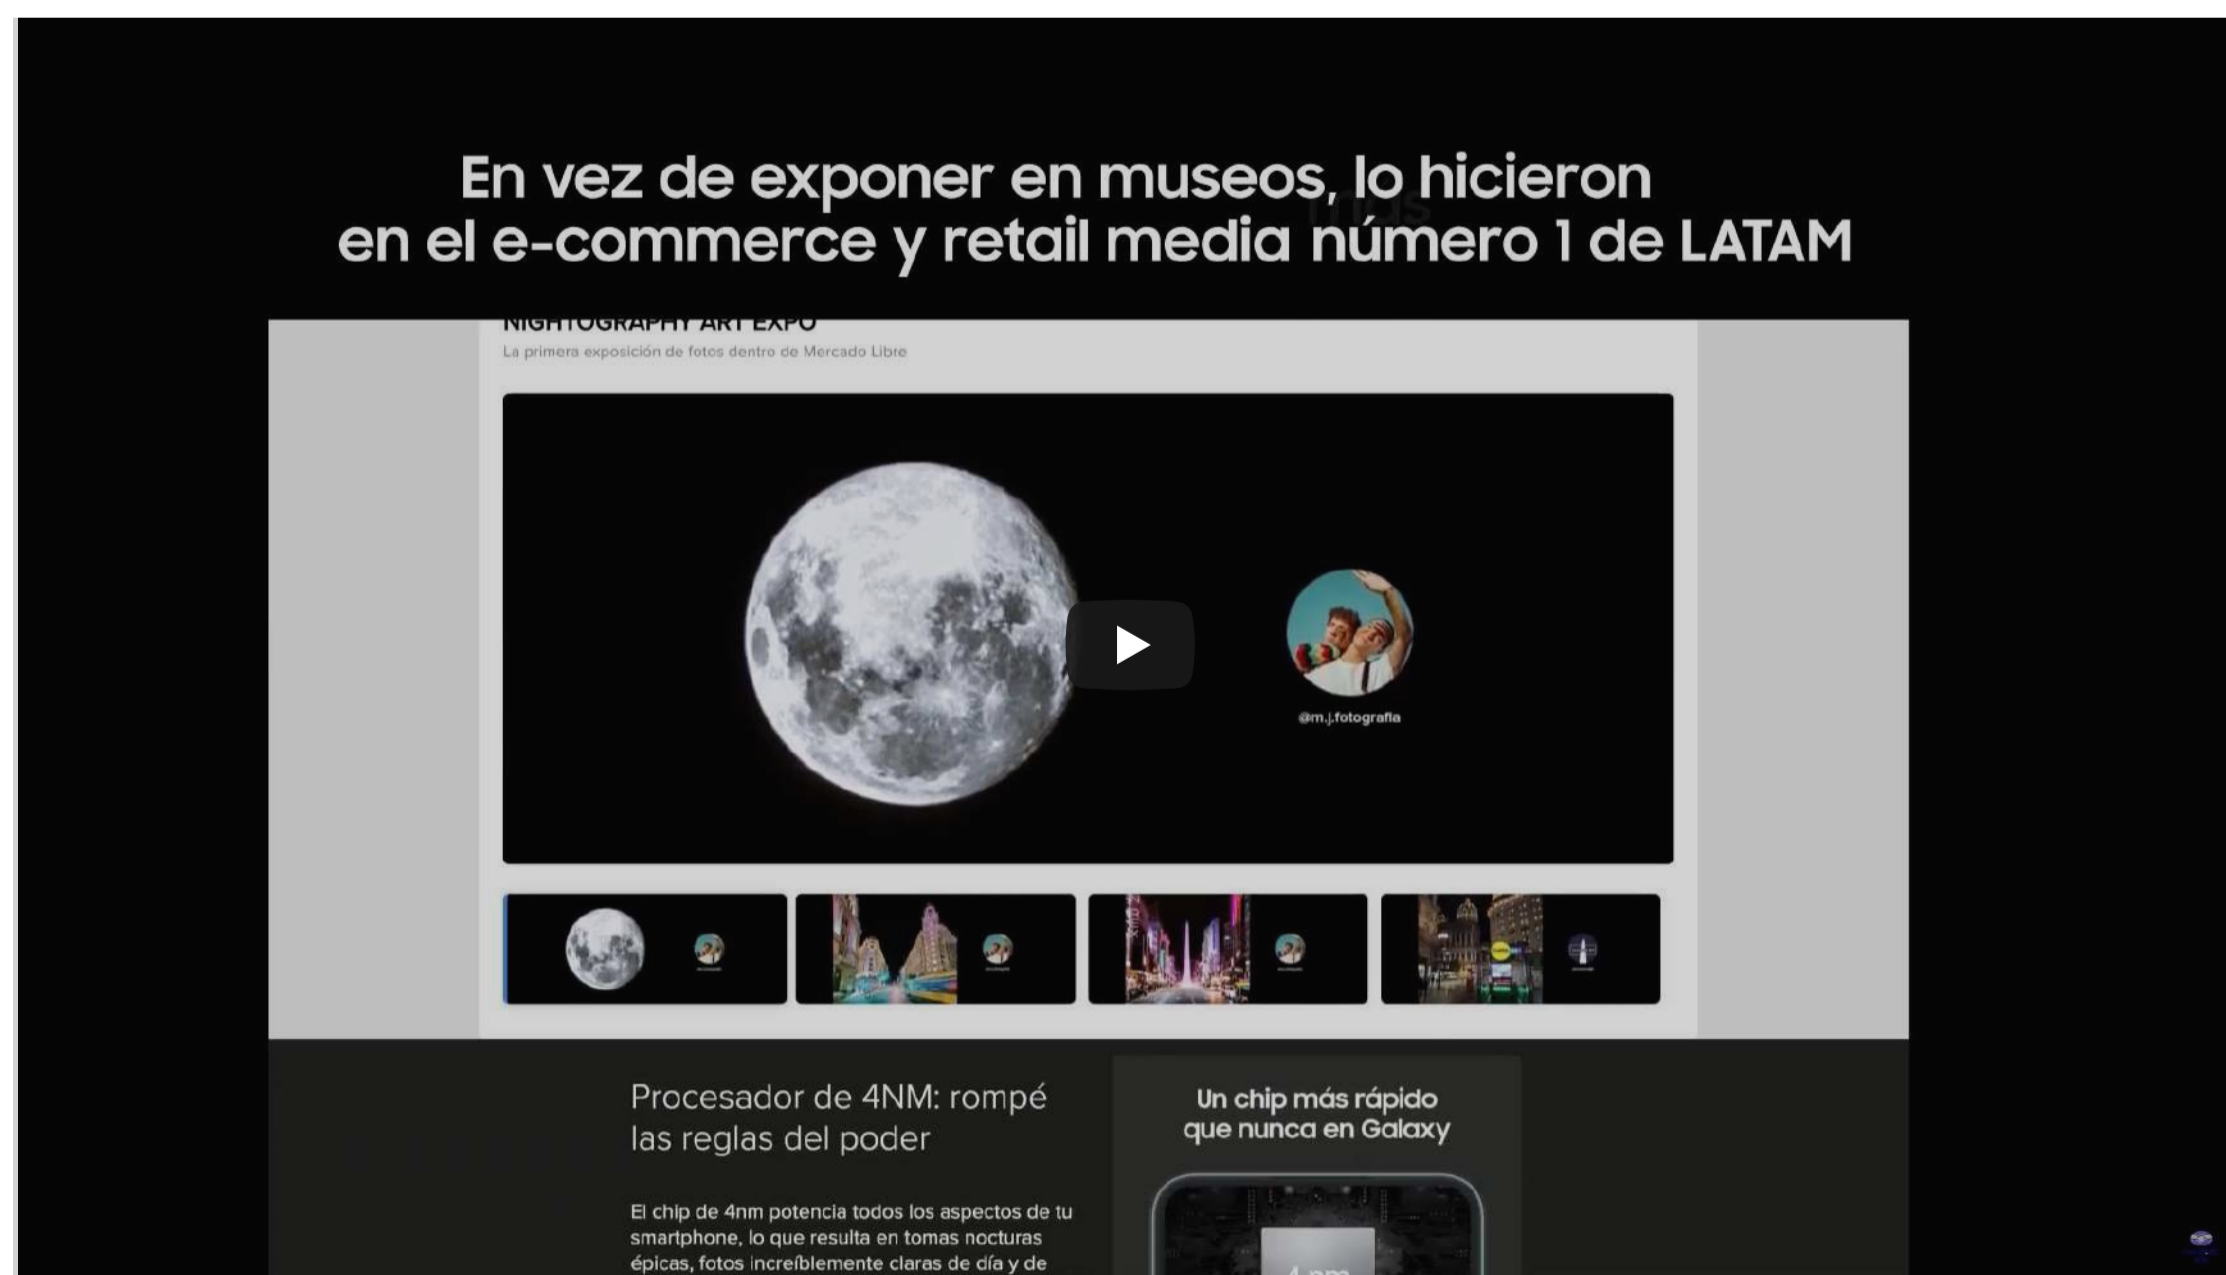 En vez de exponer en museos, lo hicieron
en el e-commerce y retail media número 1 de LATAM
NIGHTOGRAPHY ART EXPO
La primera exposición de fotos dentro de Mercado Libre
@m.j.fotografia
Procesador de 4NM: rompé
las reglas del poder
El chip de 4nm potencia todos los aspectos de tu
smartphone, lo que resulta en tomas nocturas
épicas, fotos increíblemente claras de día y de
Un chip más rápido
que nunca en Galaxy
4 nm